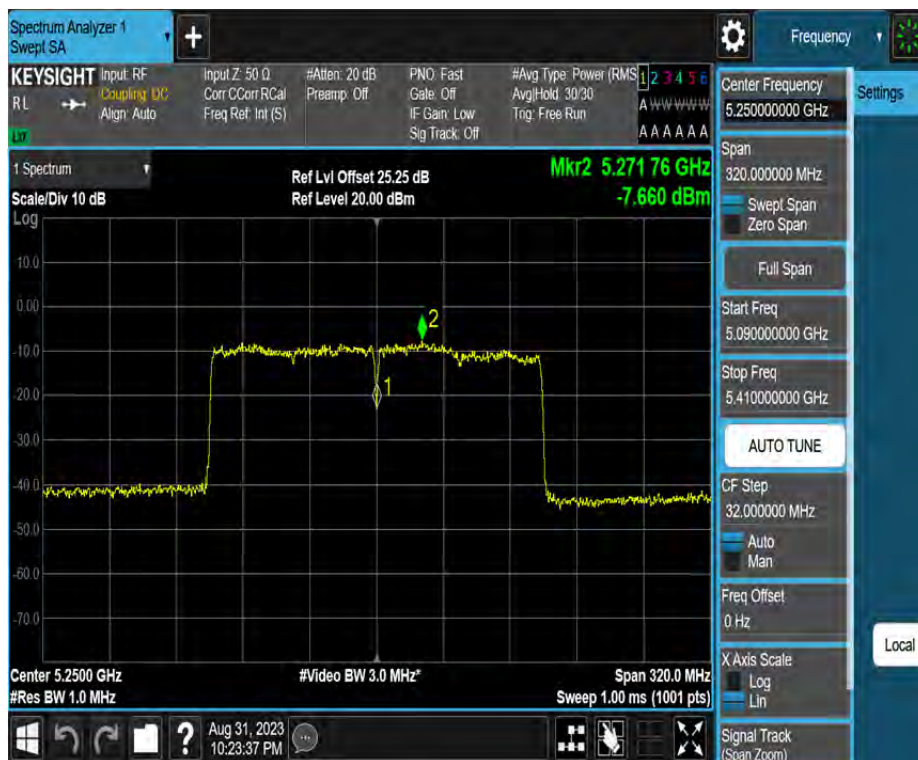 Spectrum Analyzer 1
Swept SA
+
Frequency
KEYSIGHT
RL
LXI
Input: RF
Coupling: DC
Align: Auto
Input Z: 50 Ω
Corr CCorr RCal
Freq Ref: Int (S)
#Atten: 20 dB
Preamp: Off
PNO: Fast
Gate: Off
IF Gain: Low
Sig Track: Off
#Avg Type: Power (RMS
Avg|Hold: 30/30
Trig: Free Run
1 2 3 4 5 6
A W W W W W
A A A A A A
Center Frequency
5.250000000 GHz
Settings
Span
320.000000 MHz
Swept Span
Zero Span
Full Span
Start Freq
5.090000000 GHz
Stop Freq
5.410000000 GHz
AUTO TUNE
CF Step
32.000000 MHz
Auto
Man
Freq Offset
0 Hz
X Axis Scale
Log
Lin
Signal Track
(Span Zoom)
Local
1 Spectrum
Scale/Div 10 dB
Ref Lvl Offset 25.25 dB
Ref Level 20.00 dBm
Mkr2 5.271 76 GHz
-7.660 dBm
Log
10.0
0.00
-10.0
-20.0
-30.0
-40.0
-50.0
-60.0
-70.0
2
1
Center 5.2500 GHz
#Res BW 1.0 MHz
#Video BW 3.0 MHz*
Span 320.0 MHz
Sweep 1.00 ms (1001 pts)
?
Aug 31, 2023
10:23:37 PM